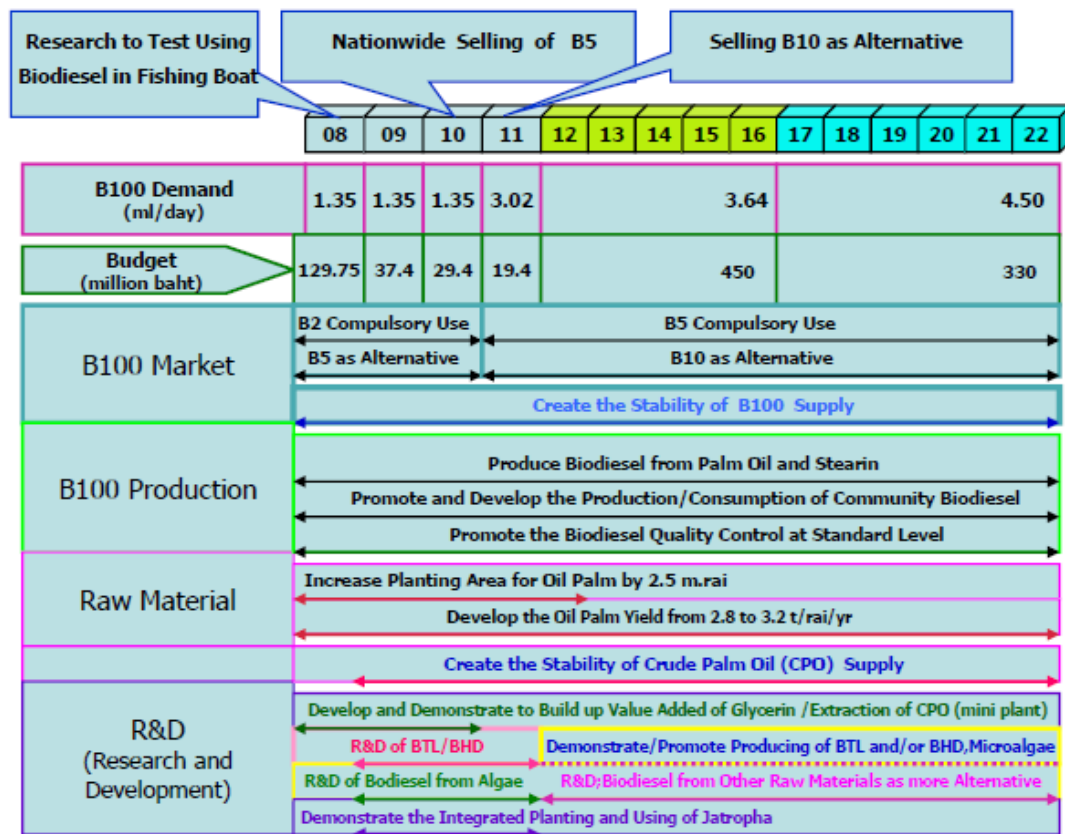 Research to Test Using
Biodiesel in Fishing Boat
Nationwide Selling of B5
Selling B10 as Alternative
08 09 10 11 12 13 14 15 16 17 18 19 20 21 22
B100 Demand
(ml/day)
1.35 1.35 1.35 3.02 3.64 4.50
Budget
(million baht)
129.75 37.4 29.4 19.4 450 330
B100 Market
B2 Compulsory Use
B5 Compulsory Use
B5 as Alternative
B10 as Alternative
Create the Stability of B100 Supply
B100 Production
Produce Biodiesel from Palm Oil and Stearin
Promote and Develop the Production/Consumption of Community Biodiesel
Promote the Biodiesel Quality Control at Standard Level
Raw Material
Increase Planting Area for Oil Palm by 2.5 m.rai
Develop the Oil Palm Yield from 2.8 to 3.2 t/rai/yr
Create the Stability of Crude Palm Oil (CPO) Supply
R&D
(Research and
Development)
Develop and Demonstrate to Build up Value Added of Glycerin /Extraction of CPO (mini plant)
R&D of BTL/BHD
Demonstrate/Promote Producing of BTL and/or BHD,Microalgae
R&D of Bodiesel from Algae
R&D;Biodiesel from Other Raw Materials as more Alternative
Demonstrate the Integrated Planting and Using of Jatropha